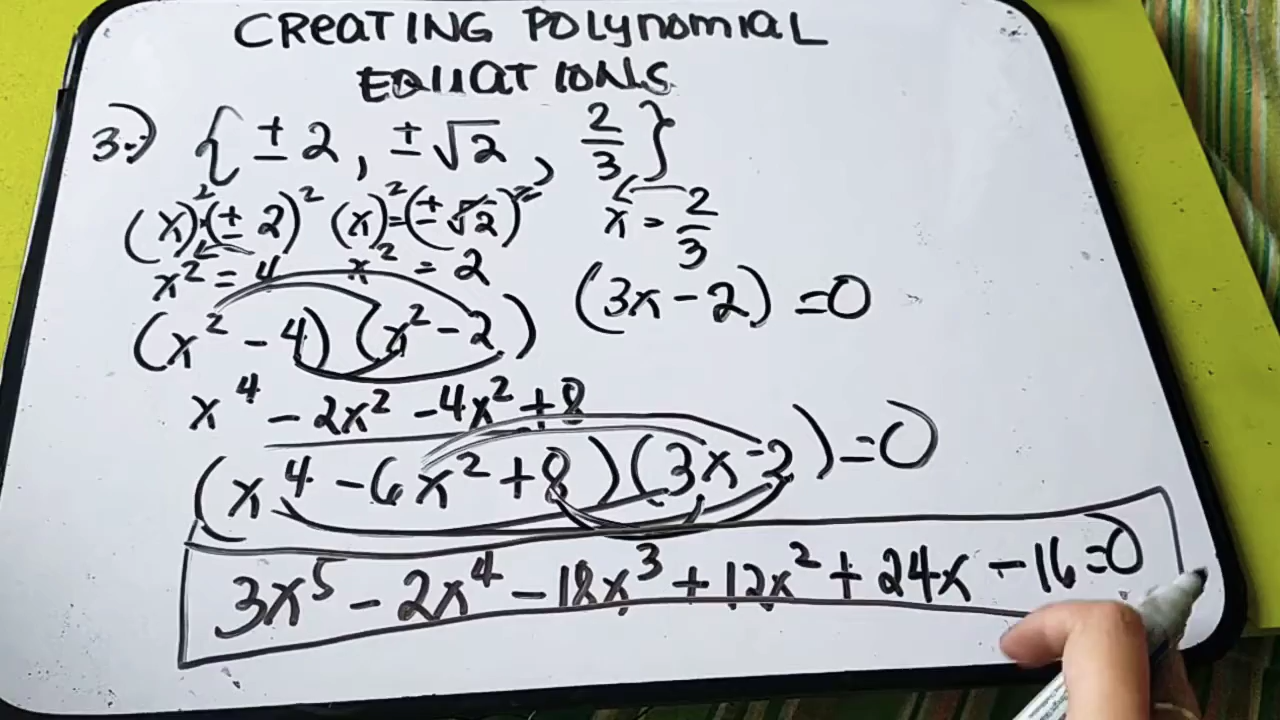 CREATING POLYNOMIAL
EQUATIONS
3.) { ± 2, ± √2, 2/3 }
(x)² = (± 2)² (x)² = (± √2)² x = 2/3
x² = 4 x² = 2
(x² - 4) (x² - 2) (3x - 2) = 0
x⁴ - 2x² - 4x² + 8
(x⁴ - 6x² + 8)(3x - 2) = 0
3x⁵ - 2x⁴ - 18x³ + 12x² + 24x - 16 = 0